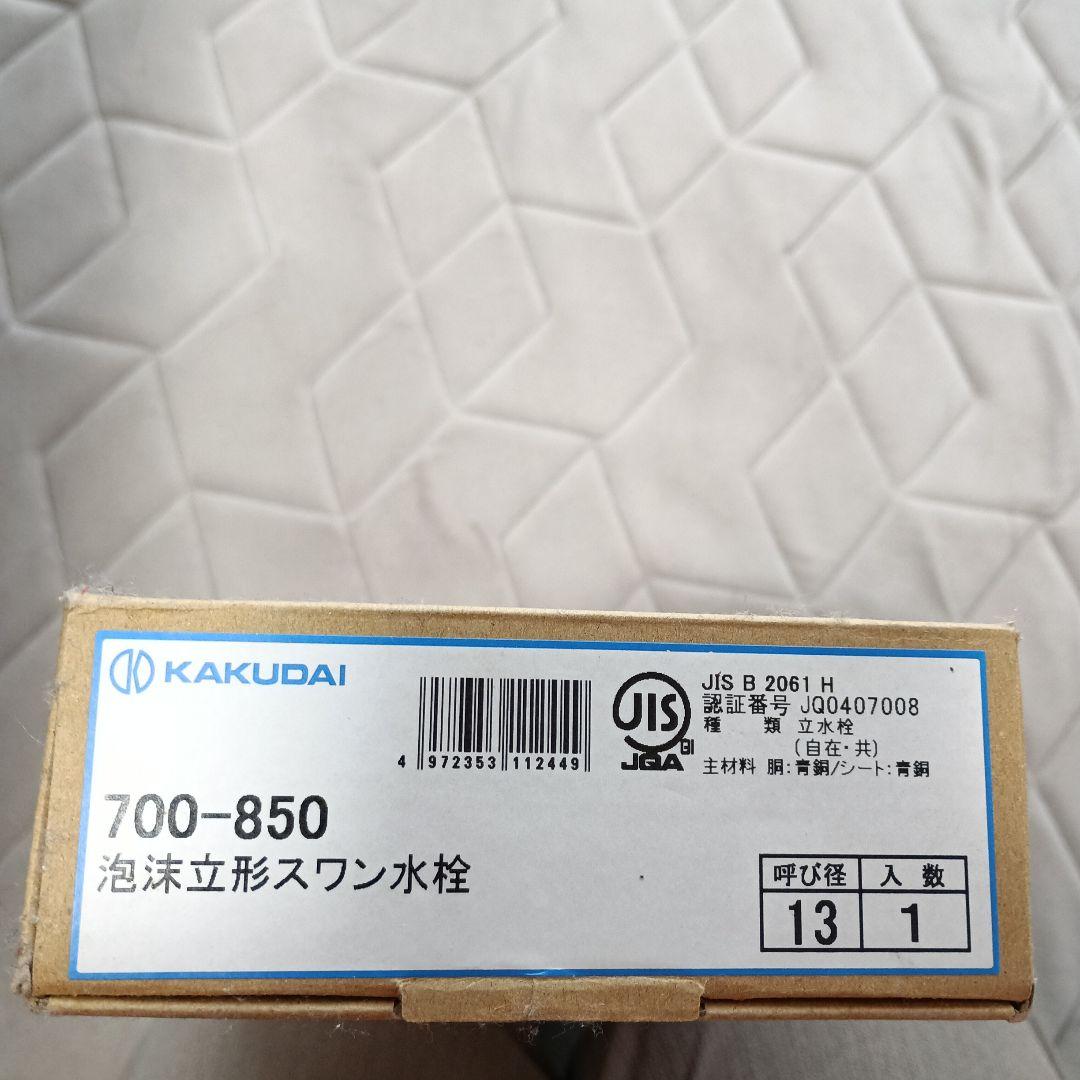 KAKUDAI
4 972353 112449
JIS
JQA GI
JIS B 2061 H
認証番号 JQ0407008
種 類 立水栓
(自在・共)
主材料 胴:青銅/シート:青銅
700-850
泡沫立形スワン水栓
呼び径 入数
13 1